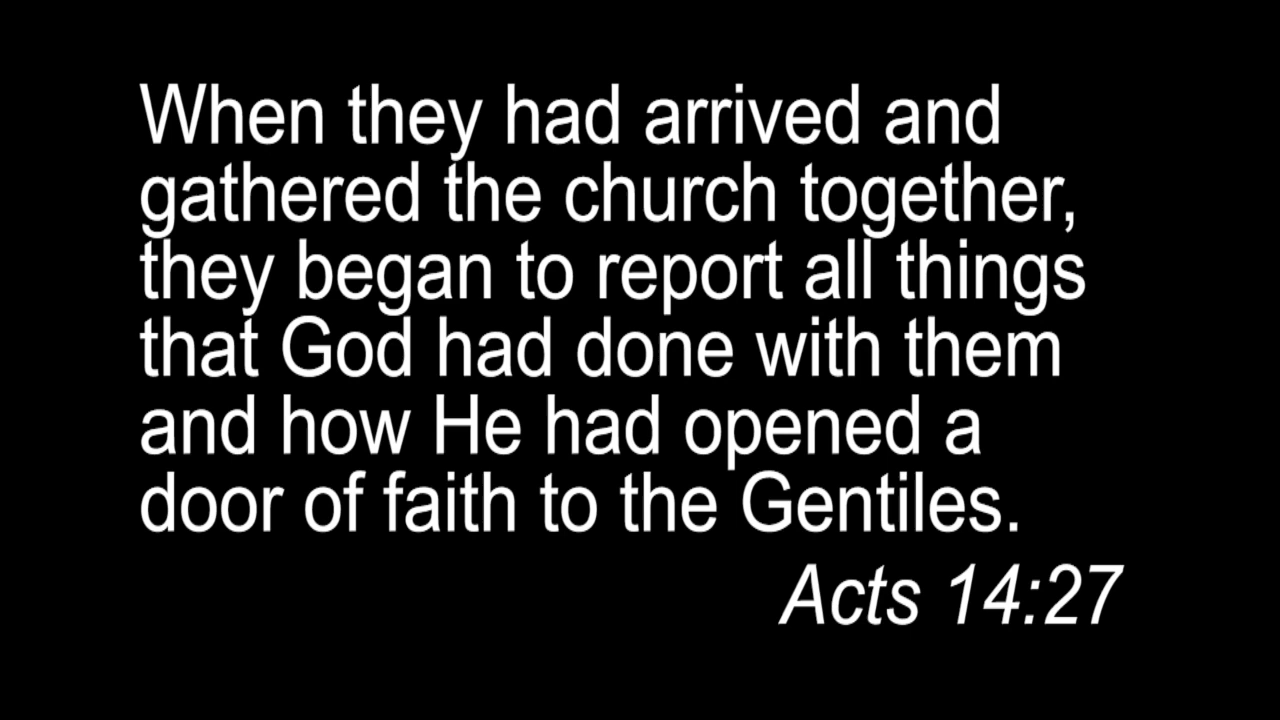 When they had arrived and
gathered the church together,
they began to report all things
that God had done with them
and how He had opened a
door of faith to the Gentiles.
Acts 14:27